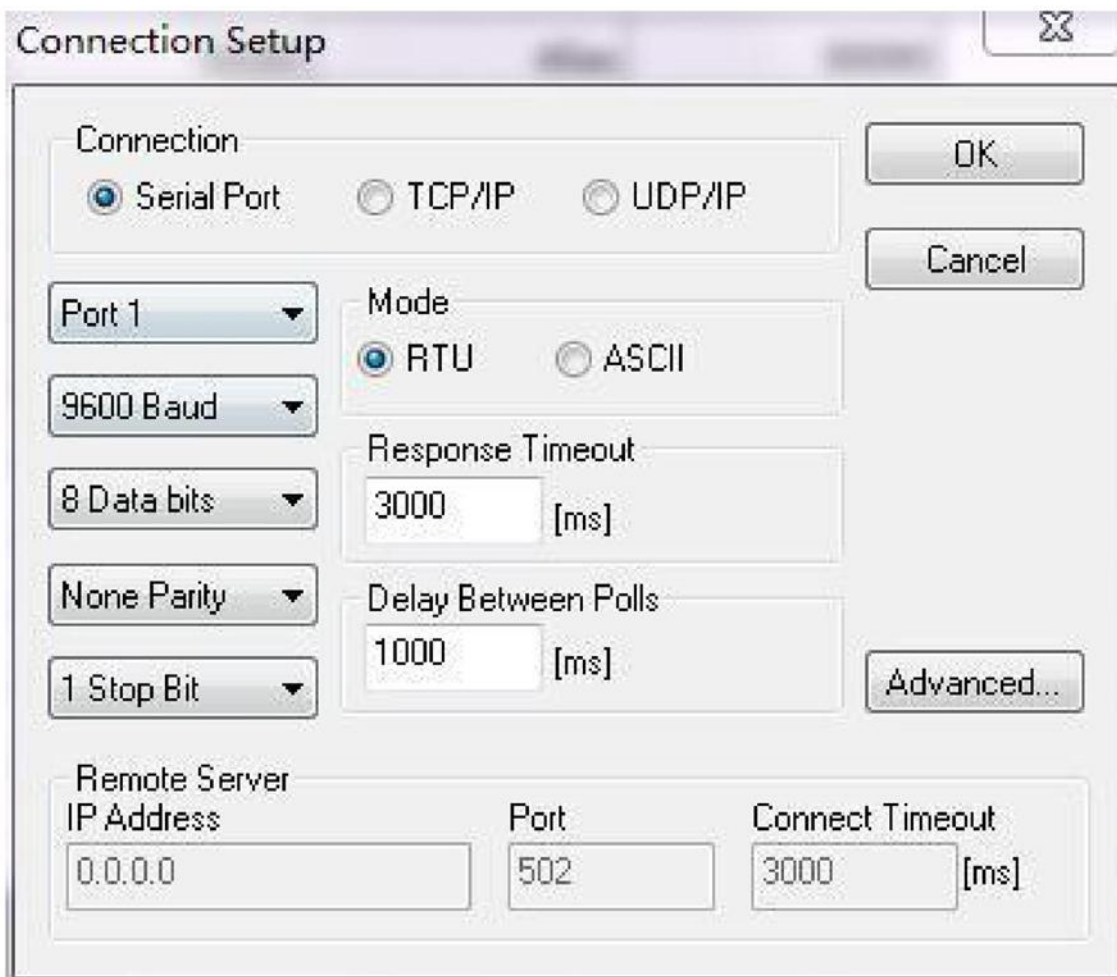 Connection Setup
Connection
Serial Port TCP/IP UDP/IP
OK
Cancel
Port 1
9600 Baud
8 Data bits
None Parity
1 Stop Bit
Mode
RTU ASCII
Response Timeout
3000 [ms]
Delay Between Polls
1000 [ms]
Advanced...
Remote Server
IP Address Port Connect Timeout
0.0.0.0 502 3000 [ms]